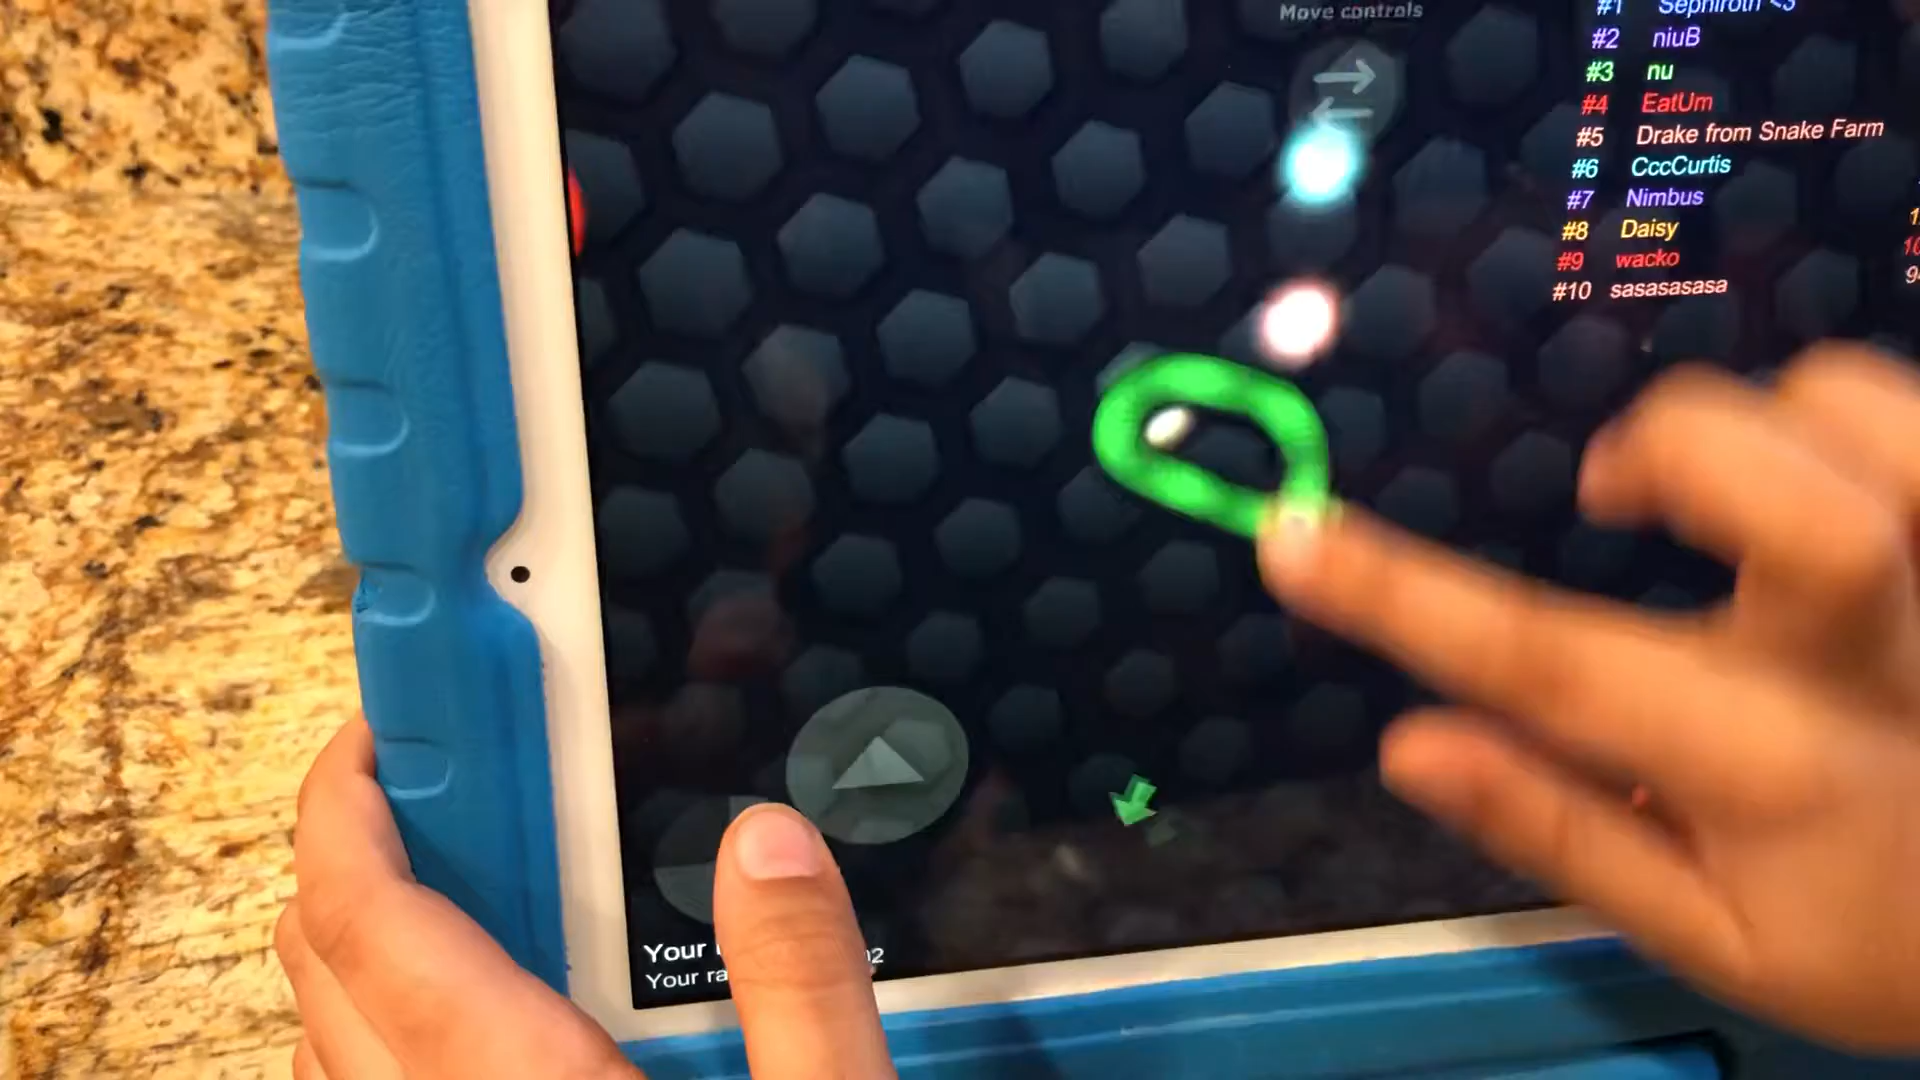 Move controls
#1 Sephiroth <3
#2 niuB
#3 nu
#4 EatUm
#5 Drake from Snake Farm
#6 CccCurtis
#7 Nimbus
#8 Daisy
#9 wacko
#10 sasasasasa
Your
Your